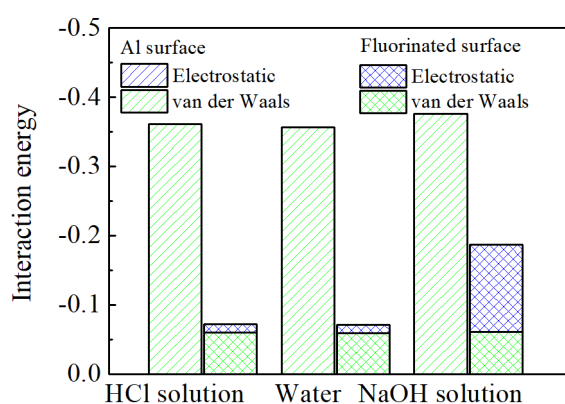 Interaction energy
-0.5
-0.4
-0.3
-0.2
-0.1
0.0
Al surface
Electrostatic
van der Waals
Fluorinated surface
Electrostatic
van der Waals
HCl solution Water NaOH solution